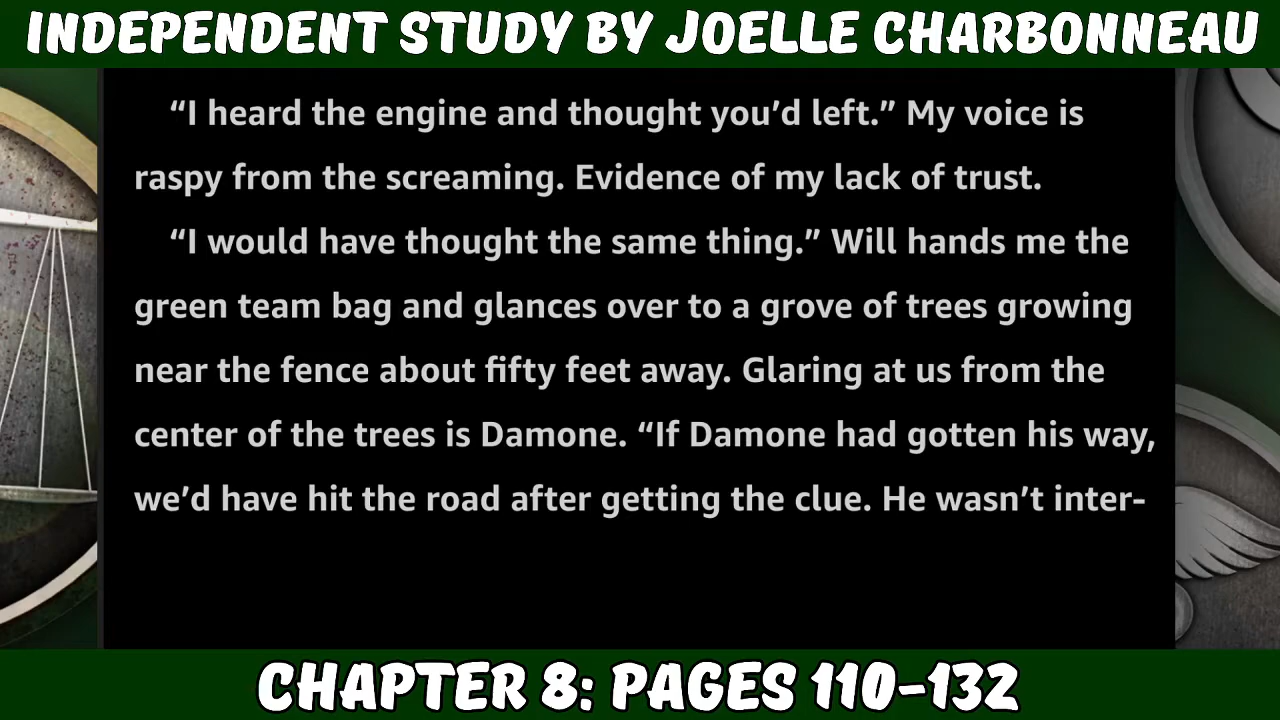 INDEPENDENT STUDY BY JOELLE CHARBONNEAU
“I heard the engine and thought you’d left.” My voice is
raspy from the screaming. Evidence of my lack of trust.
“I would have thought the same thing.” Will hands me the
green team bag and glances over to a grove of trees growing
near the fence about fifty feet away. Glaring at us from the
center of the trees is Damone. “If Damone had gotten his way,
we’d have hit the road after getting the clue. He wasn’t inter-
CHAPTER 8: PAGES 110-132